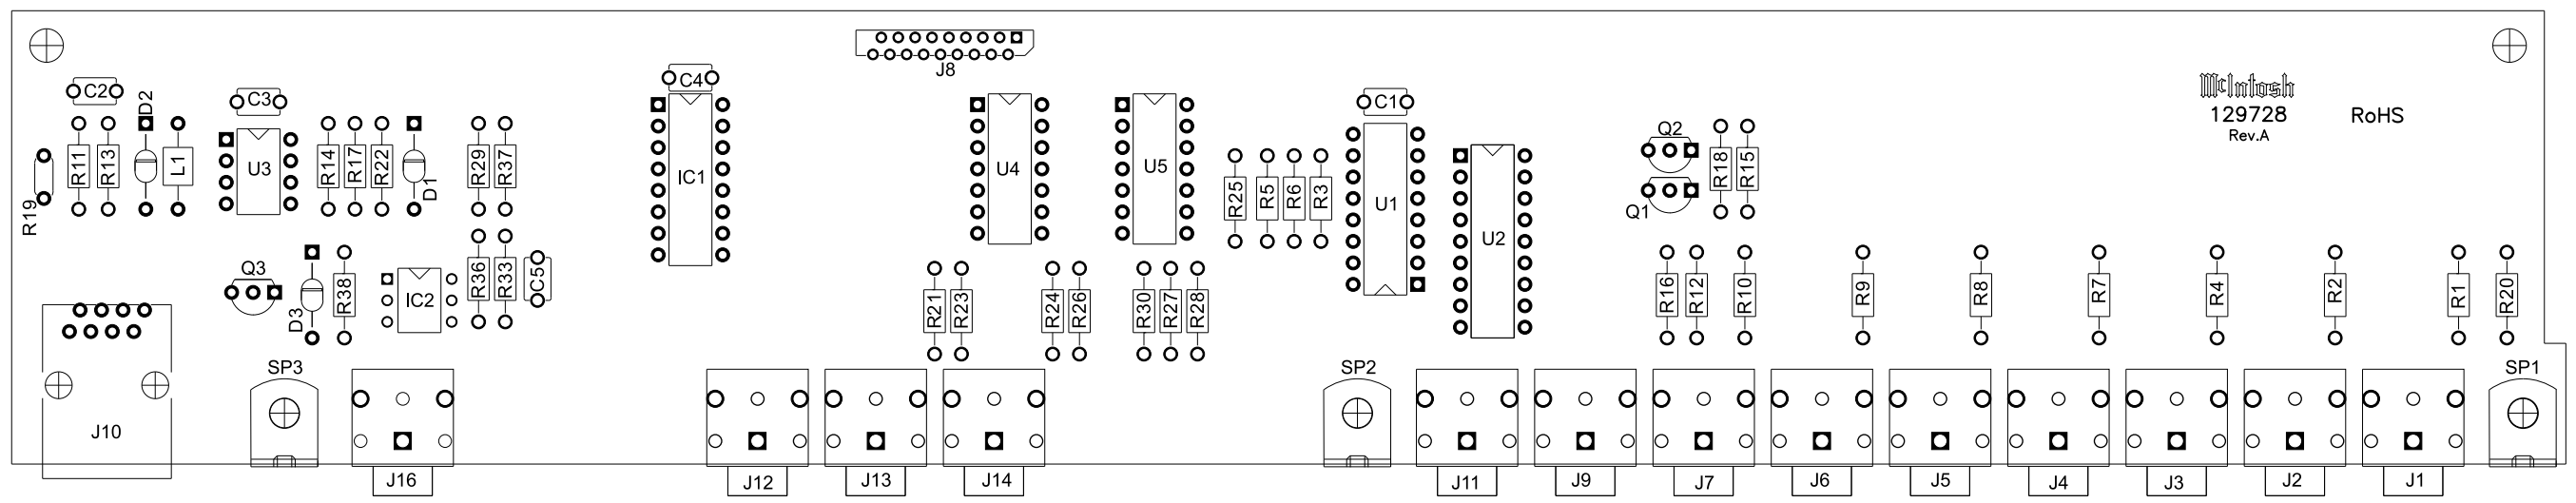 J8
C4
McIntosh
C2
D2
C3
C1
129728
RoHS
Q2
Rev.A
R11
R13
L1
U3
R14
R17
R22
D1
R29
R37
IC1
U4
U5
R25
R5
R6
R3
U1
U2
Q1
R18
R15
R19
Q3
D3
R38
IC2
R36
R33
C5
R21
R23
R24
R26
R30
R27
R28
R16
R12
R10
R9
R8
R7
R4
R2
R1
R20
SP3
SP2
SP1
J10
J16
J12
J13
J14
J11
J9
J7
J6
J5
J4
J3
J2
J1